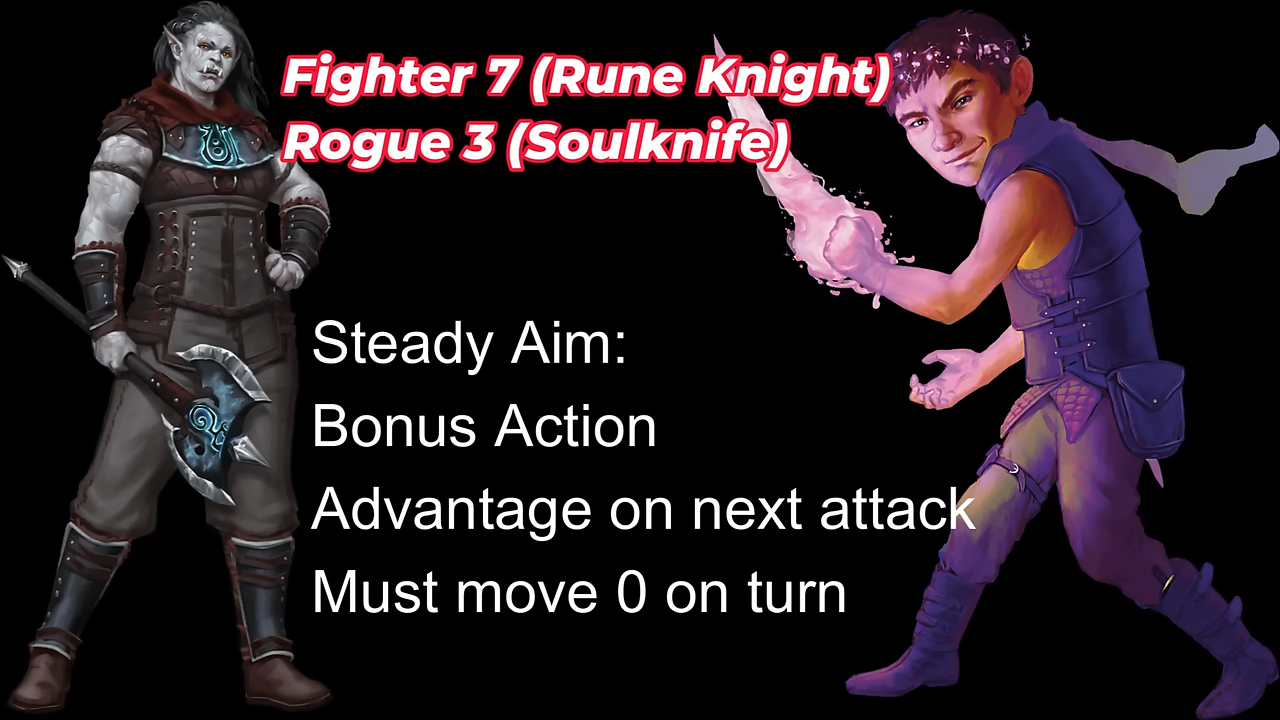 Fighter 7 (Rune Knight)
Rogue 3 (Soulknife)
Steady Aim:
Bonus Action
Advantage on next attack
Must move 0 on turn